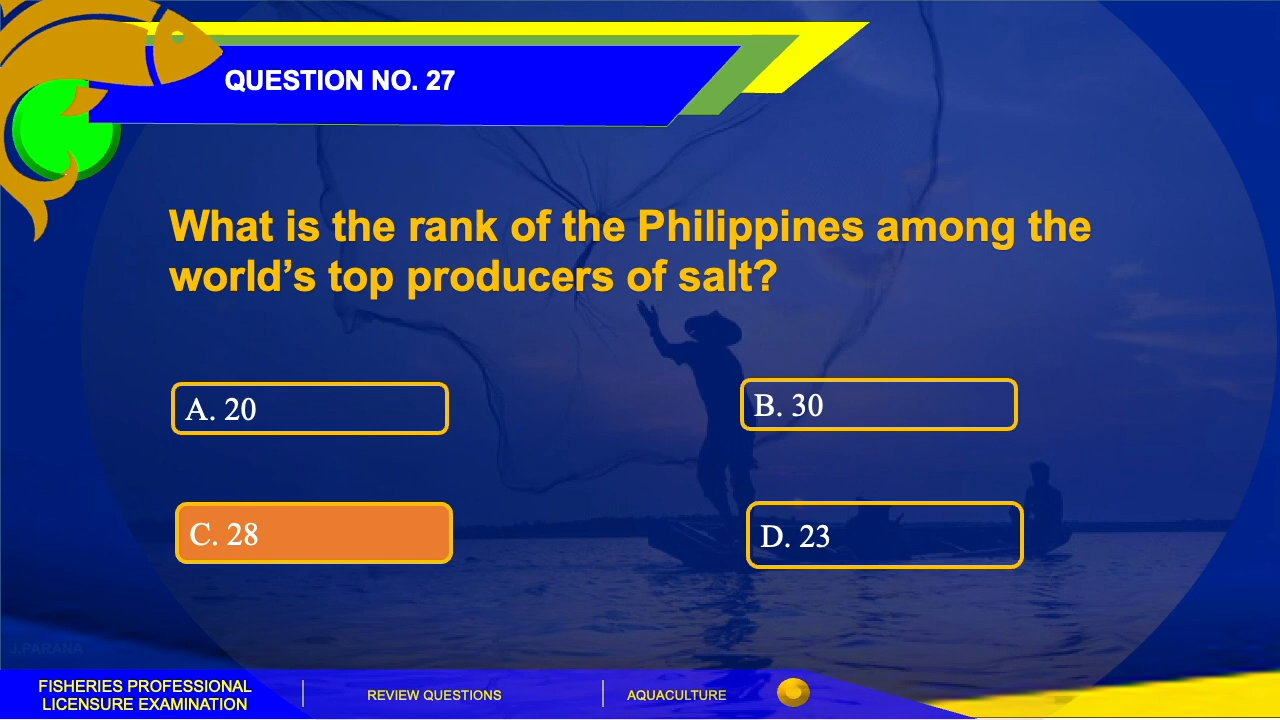 QUESTION NO. 27
What is the rank of the Philippines among the
world’s top producers of salt?
A. 20
B. 30
C. 28
D. 23
J.PARANA
FISHERIES PROFESSIONAL
LICENSURE EXAMINATION
REVIEW QUESTIONS
AQUACULTURE